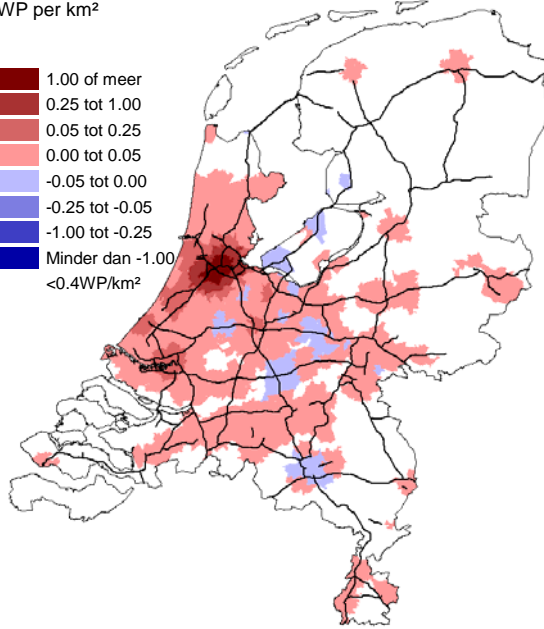 WP per km²
1.00 of meer
0.25 tot 1.00
0.05 tot 0.25
0.00 tot 0.05
-0.05 tot 0.00
-0.25 tot -0.05
-1.00 tot -0.25
Minder dan -1.00
<0.4WP/km²